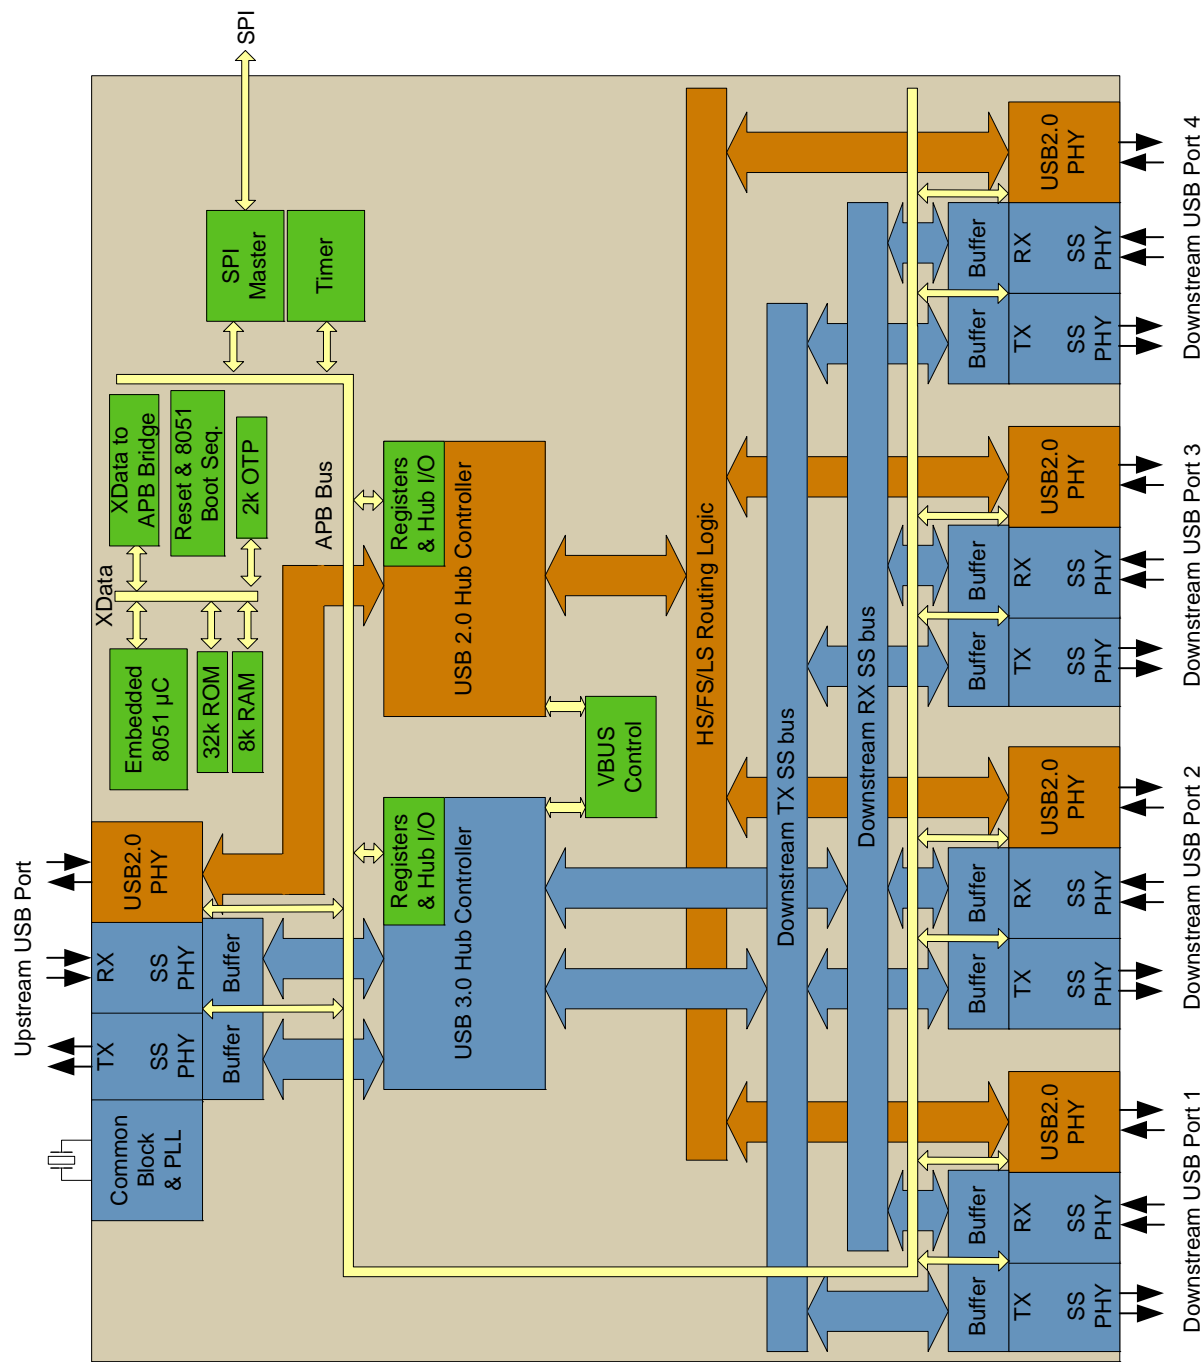 Upstream USB Port
Common
Block
& PLL
TX
SS
PHY
RX
SS
PHY
USB2.0
PHY
Buffer
Buffer
Embedded
8051 µC
32k ROM
8k RAM
XData
XData to
APB Bridge
Reset & 8051
Boot Seq.
2k OTP
APB Bus
SPI
SPI
Master
Timer
Registers
& Hub I/O
USB 3.0 Hub Controller
Registers
& Hub I/O
USB 2.0 Hub Controller
VBUS
Control
HS/FS/LS Routing Logic
Downstream TX SS bus
Downstream RX SS bus
Buffer
Buffer
TX
SS
PHY
RX
SS
PHY
USB2.0
PHY
Downstream USB Port 1
Buffer
Buffer
TX
SS
PHY
RX
SS
PHY
USB2.0
PHY
Downstream USB Port 2
Buffer
Buffer
TX
SS
PHY
RX
SS
PHY
USB2.0
PHY
Downstream USB Port 3
Buffer
Buffer
TX
SS
PHY
RX
SS
PHY
USB2.0
PHY
Downstream USB Port 4